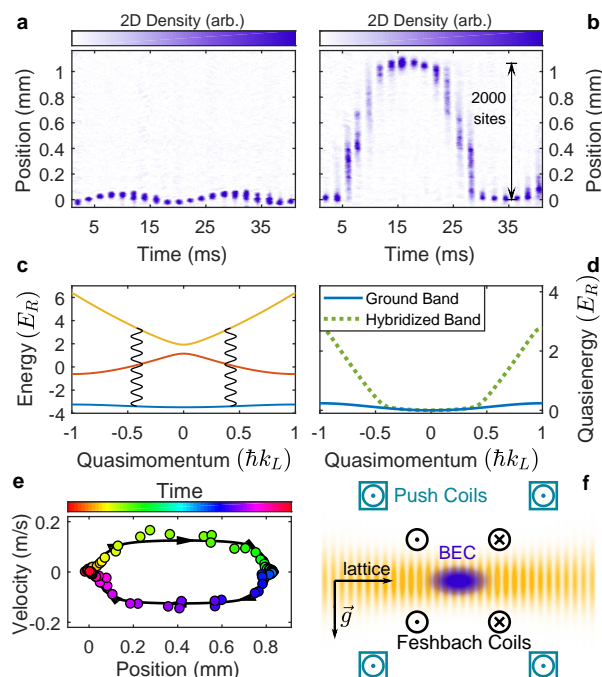 a 2D Density (arb.)
2D Density (arb.) b
Position (mm)
1
0.8
0.6
0.4
0.2
0
5 15 25 35
Time (ms)
2000
sites
Position (mm)
1
0.8
0.6
0.4
0.2
0
5 15 25 35
Time (ms)
c
Energy (E_R)
6
4
2
0
-2
-4
-1 -0.5 0 0.5 1
Quasimomentum (ℏk_L)
d
Ground Band
Hybridized Band
Quasienergy (E_R)
4
2
0
-1 -0.5 0 0.5 1
Quasimomentum (ℏk_L)
e
Time
Velocity (m/s)
0.2
0
-0.2
0 0.2 0.4 0.6 0.8
Position (mm)
f
Push Coils
BEC
lattice
g⃗
Feshbach Coils